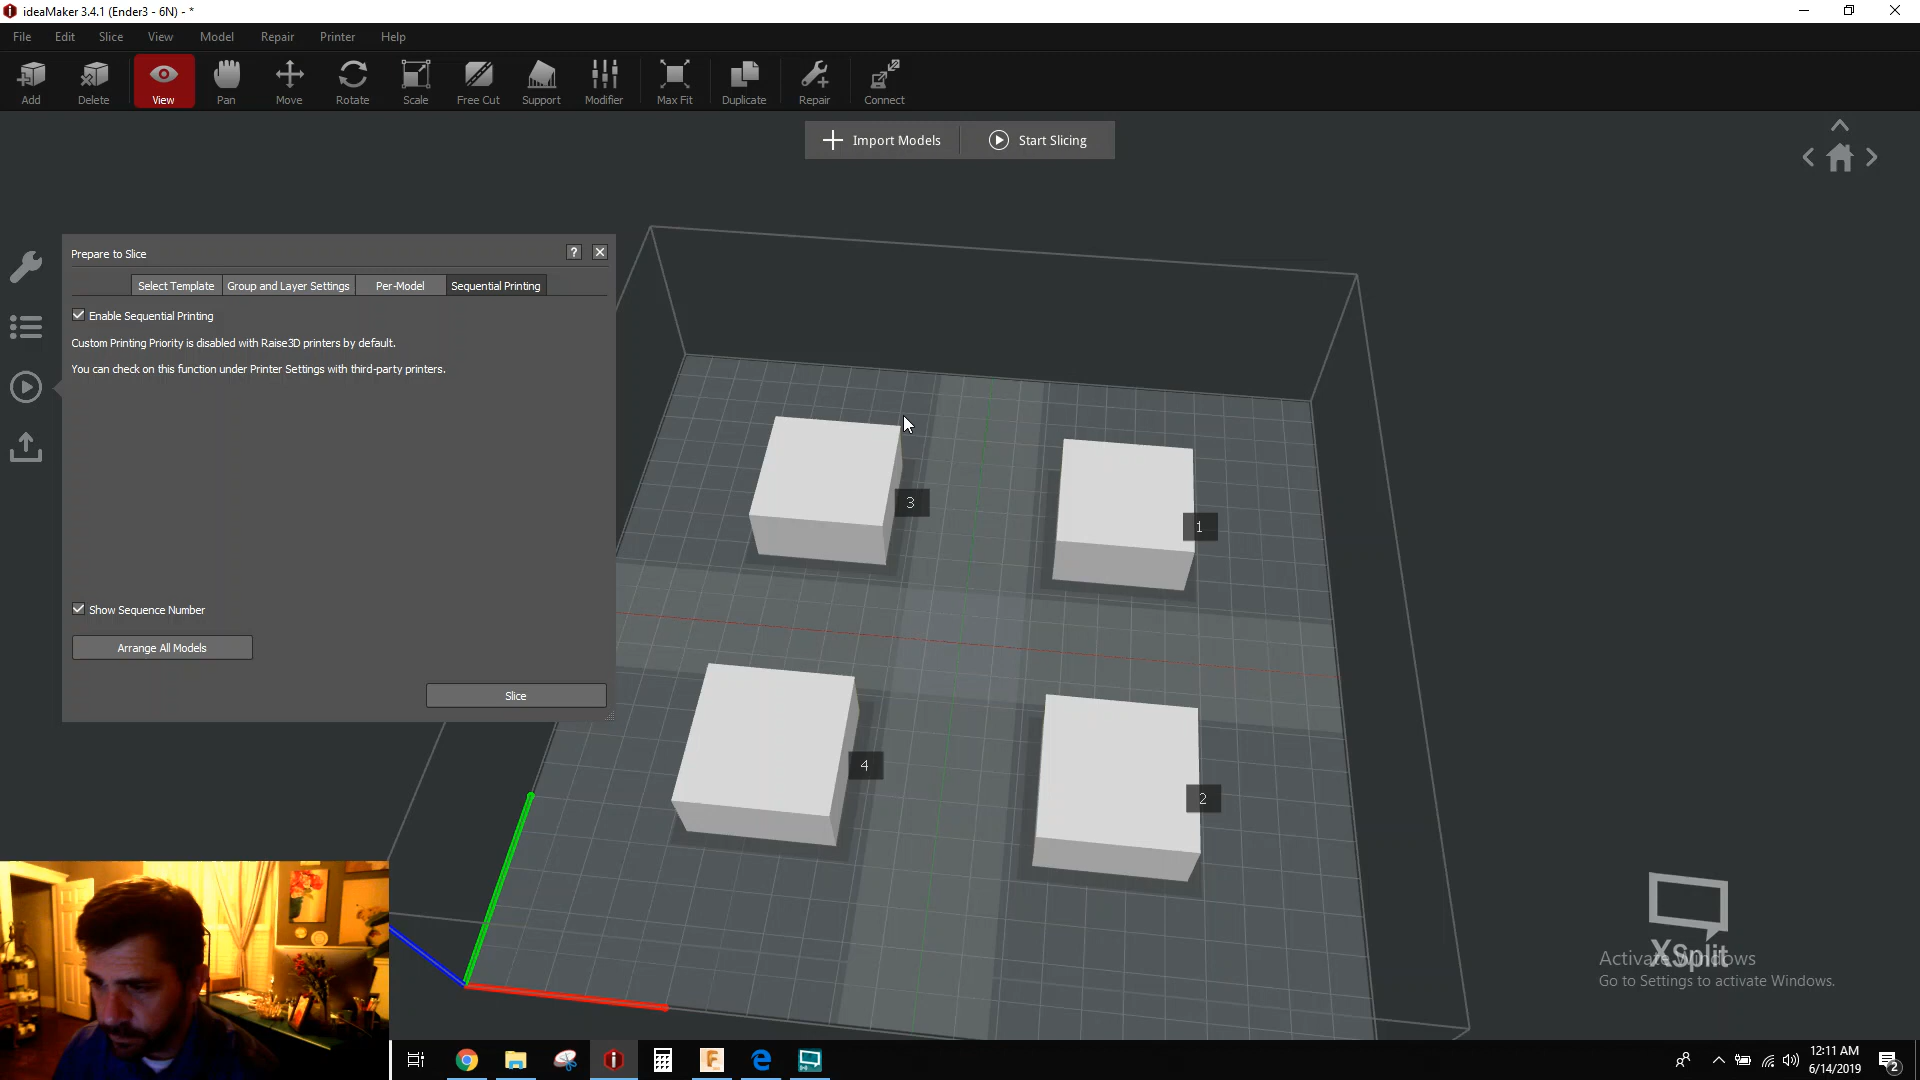 ideaMaker 3.4.1 (Ender3 - 6N) - *
File Edit Slice View Model Repair Printer Help
Add Delete View Pan Move Rotate Scale Free Cut Support Modifier Max Fit Duplicate Repair Connect
Import Models Start Slicing
Prepare to Slice ?
Select Template Group and Layer Settings Per-Model Sequential Printing
Enable Sequential Printing
Custom Printing Priority is disabled with Raise3D printers by default.
You can check on this function under Printer Settings with third-party printers.
3
1
Show Sequence Number
Arrange All Models
Slice
4
2
XSplit
Activate Windows
Go to Settings to activate Windows.
12:11 AM
6/14/2019
2